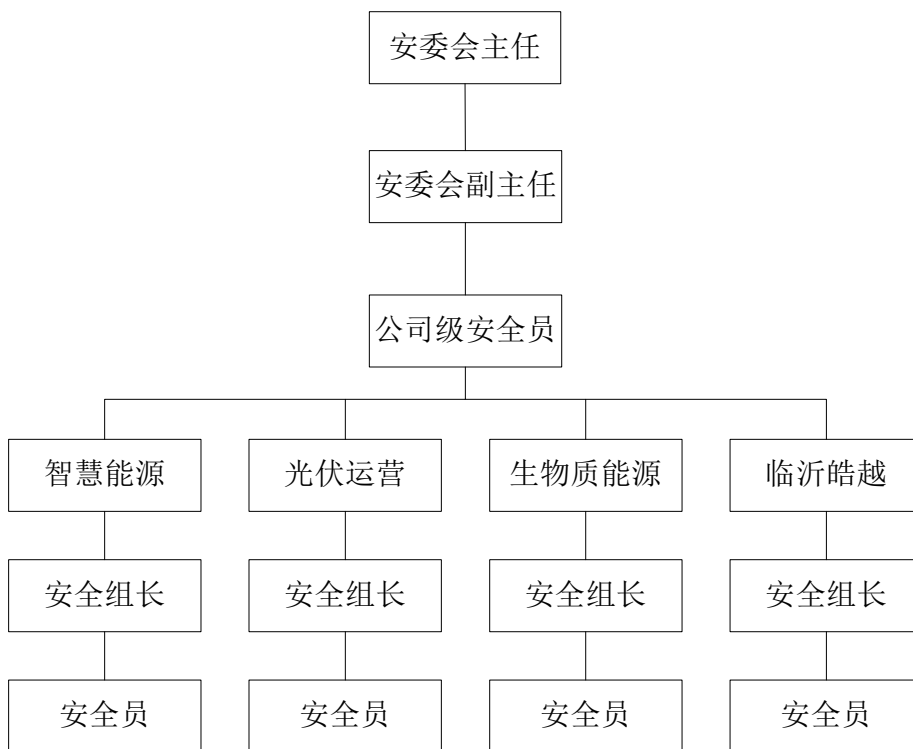 安委会主任
安委会副主任
公司级安全员
智慧能源
光伏运营
生物质能源
临沂皓越
安全组长
安全组长
安全组长
安全组长
安全员
安全员
安全员
安全员